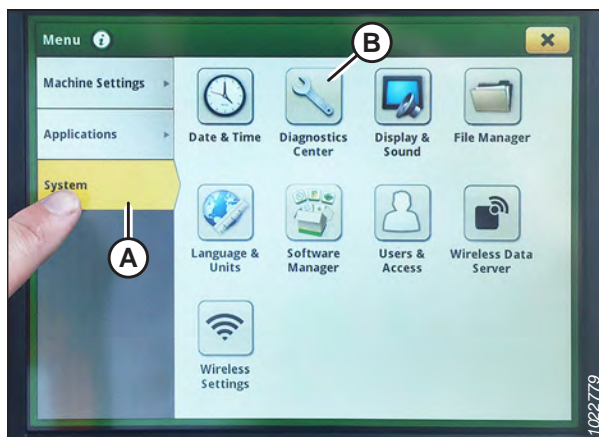 Menu i
B
Machine Settings
Applications
System
A
Date & Time
Diagnostics
Center
Display &
Sound
File Manager
Language &
Units
Software
Manager
Users &
Access
Wireless Data
Server
Wireless
Settings
1022779